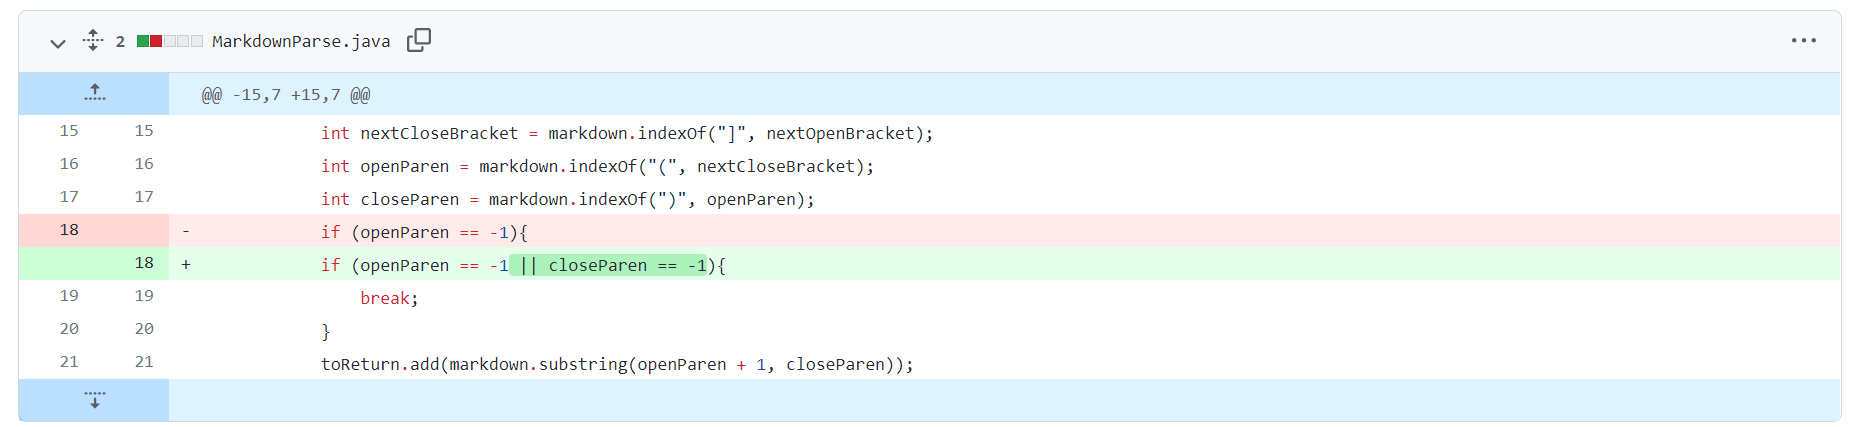 2 MarkdownParse.java
@@ -15,7 +15,7 @@
15 15 int nextCloseBracket = markdown.indexOf("]", nextOpenBracket);
16 16 int openParen = markdown.indexOf("(", nextCloseBracket);
17 17 int closeParen = markdown.indexOf(")", openParen);
18 - if (openParen == -1){
18 + if (openParen == -1 || closeParen == -1){
19 19 break;
20 20 }
21 21 toReturn.add(markdown.substring(openParen + 1, closeParen));